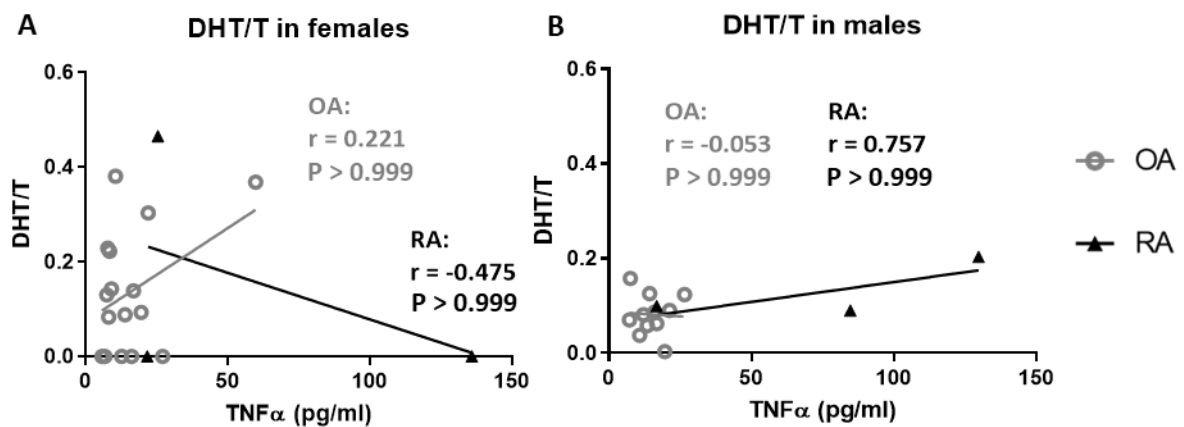 A
DHT/T in females
0.6
0.4
0.2
0.0
DHT/T
OA:
r = 0.221
P > 0.999
RA:
r = -0.475
P > 0.999
0
50
100
150
TNFα (pg/ml)
B
DHT/T in males
0.6
0.4
0.2
0.0
DHT/T
OA:
r = -0.053
P > 0.999
RA:
r = 0.757
P > 0.999
0
50
100
150
TNFα (pg/ml)
OA
RA